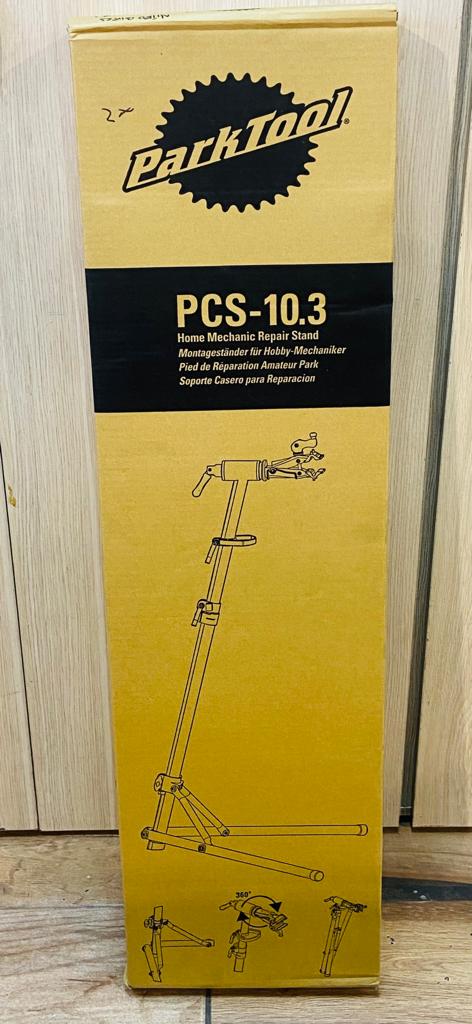 2x
ParkTool®
PCS-10.3
Home Mechanic Repair Stand
Montageständer für Hobby-Mechaniker
Pied de Réparation Amateur Park
Soporte Casero para Reparacion
360°